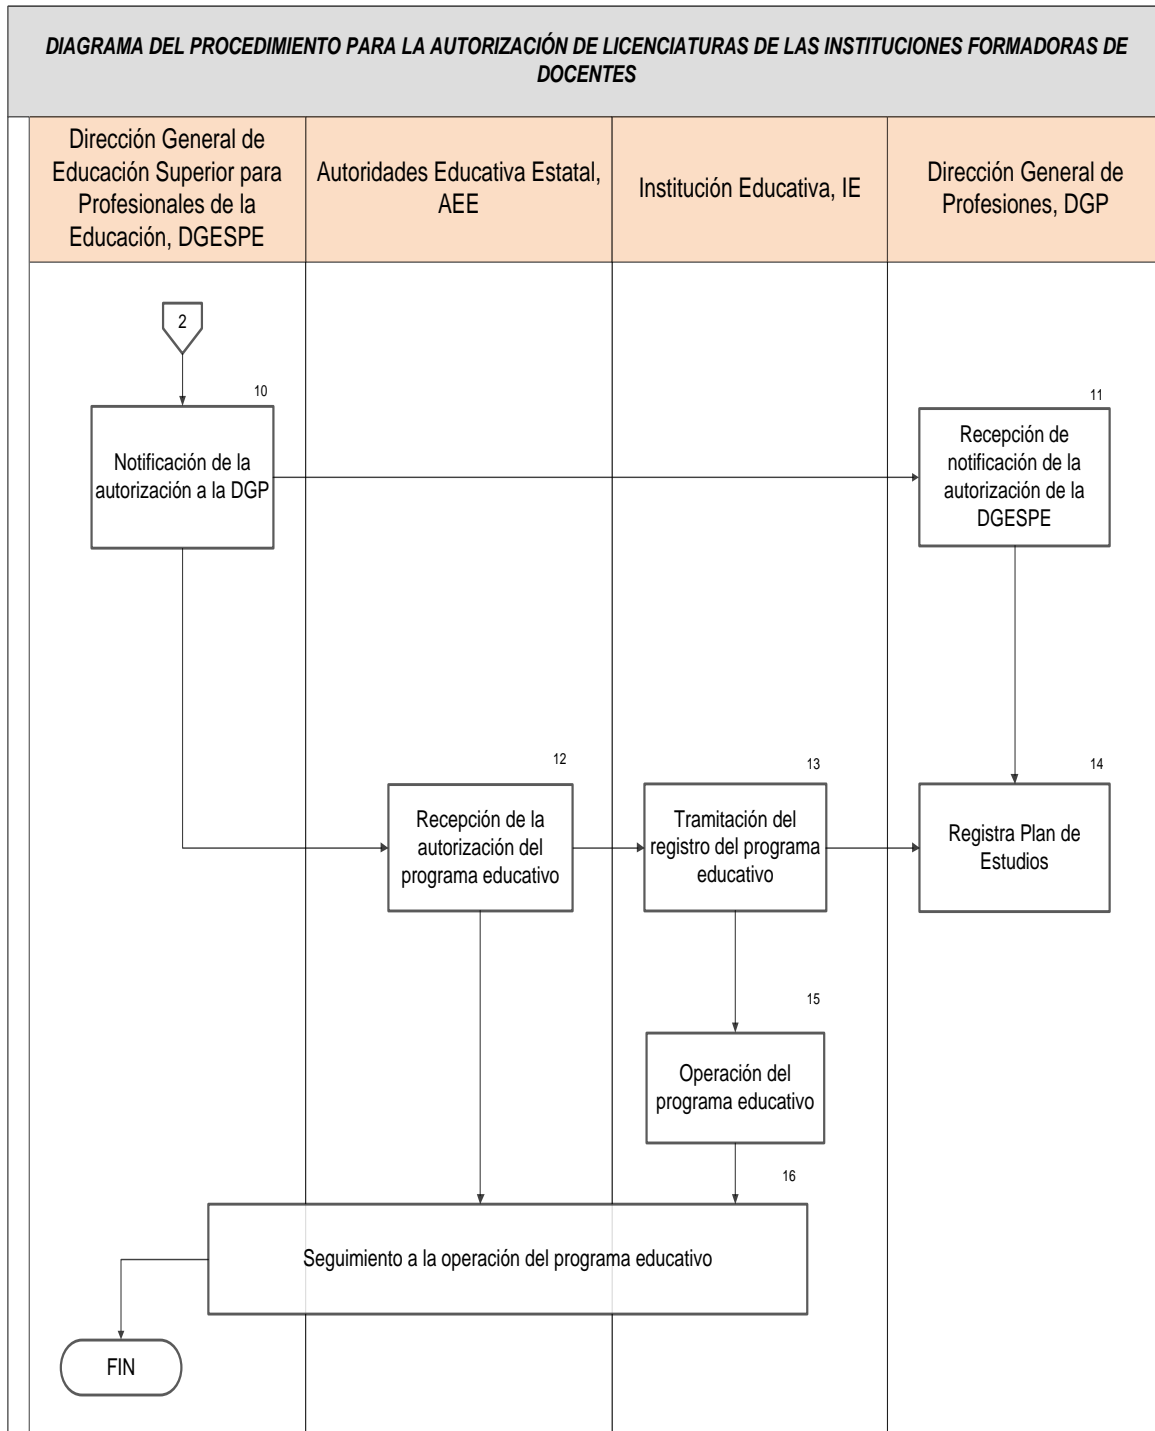 DIAGRAMA DEL PROCEDIMIENTO PARA LA AUTORIZACIÓN DE LICENCIATURAS DE LAS INSTITUCIONES FORMADORAS DE
DOCENTES
Dirección General de
Educación Superior para
Profesionales de la
Educación, DGESPE
Autoridades Educativa Estatal,
AEE
Institución Educativa, IE
Dirección General de
Profesiones, DGP
2
10
Notificación de la
autorización a la DGP
11
Recepción de
notificación de la
autorización de la
DGESPE
12
Recepción de la
autorización del
programa educativo
13
Tramitación del
registro del programa
educativo
14
Registra Plan de
Estudios
15
Operación del
programa educativo
16
Seguimiento a la operación del programa educativo
FIN